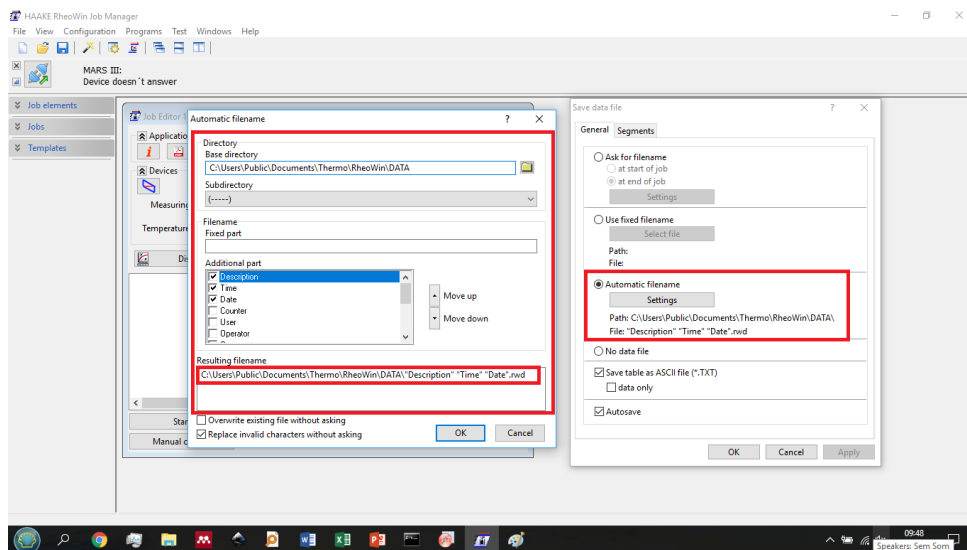 HAAKE RheoWin Job Manager
File View Configuration Programs Test Windows Help
MARS III:
Device doesn´t answer
Job elements
Jobs
Templates
Job Editor
Applicatio
Devices
Measuring
Temperature
Dis
Star
Manual c
Automatic filename ?
Directory
Base directory
C:\Users\Public\Documents\Thermo\RheoWin\DATA
Subdirectory
(-----)
Filename
Fixed part
Additional part
Description
Time
Date
Counter
User
Operator
Move up
Move down
Resulting filename
C:\Users\Public\Documents\Thermo\RheoWin\DATA\"Description" "Time" "Date".rwd
Overwrite existing file without asking
Replace invalid characters without asking
OK Cancel
Save data file ?
General Segments
Ask for filename
at start of job
at end of job
Settings
Use fixed filename
Select file
Path:
File:
Automatic filename
Settings
Path: C:\Users\Public\Documents\Thermo\RheoWin\DATA\
File: "Description" "Time" "Date".rwd
No data file
Save table as ASCII file (*.TXT)
data only
Autosave
OK Cancel Apply
09:48
Speakers: Sem Som